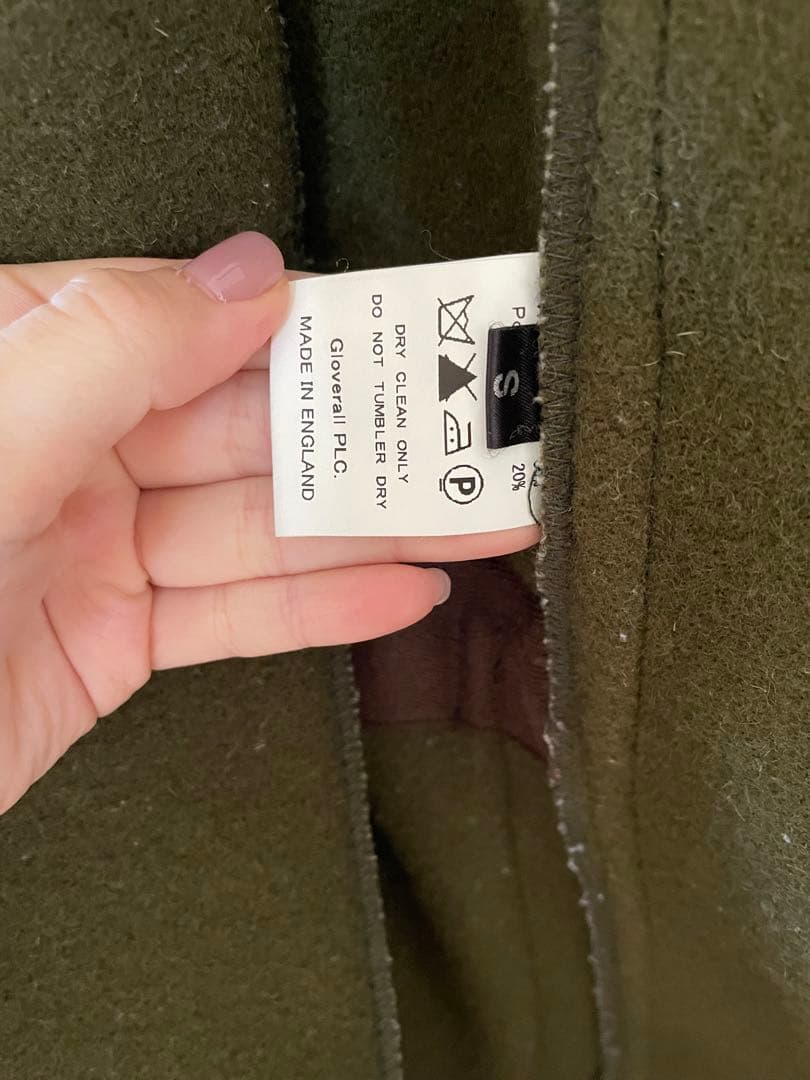 20%
S
P
DRY CLEAN ONLY
DO NOT TUMBLER DRY
Gloverall PLC.
MADE IN ENGLAND